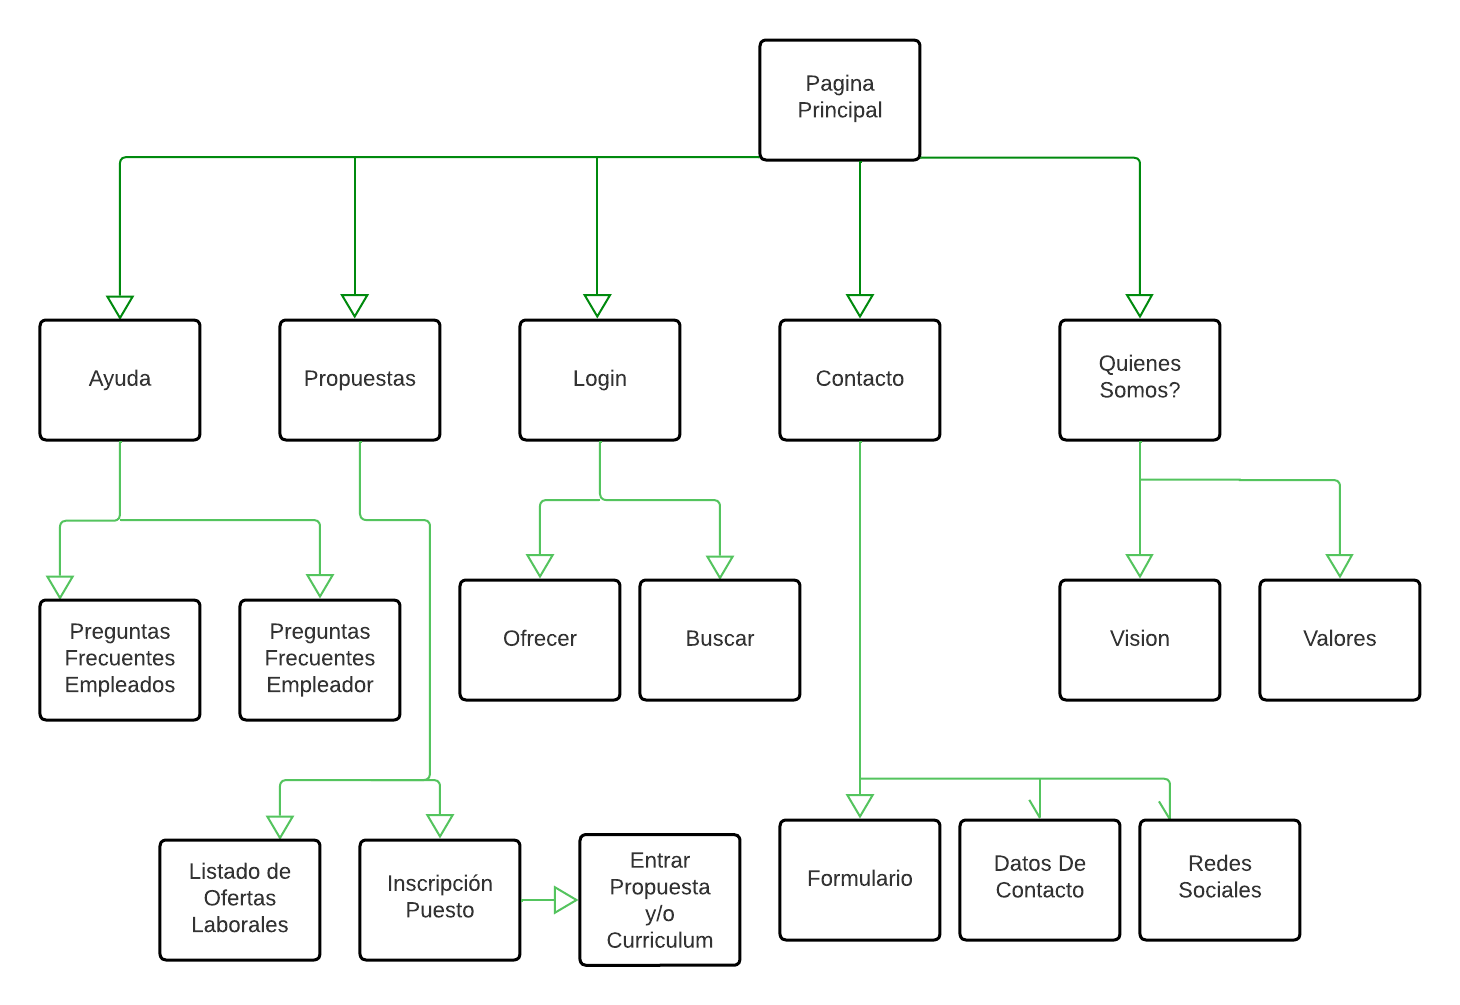 Pagina
Principal
Ayuda
Propuestas
Login
Contacto
Quienes
Somos?
Preguntas
Frecuentes
Empleados
Preguntas
Frecuentes
Empleador
Ofrecer
Buscar
Vision
Valores
Listado de
Ofertas
Laborales
Inscripción
Puesto
Entrar
Propuesta
y/o
Curriculum
Formulario
Datos De
Contacto
Redes
Sociales